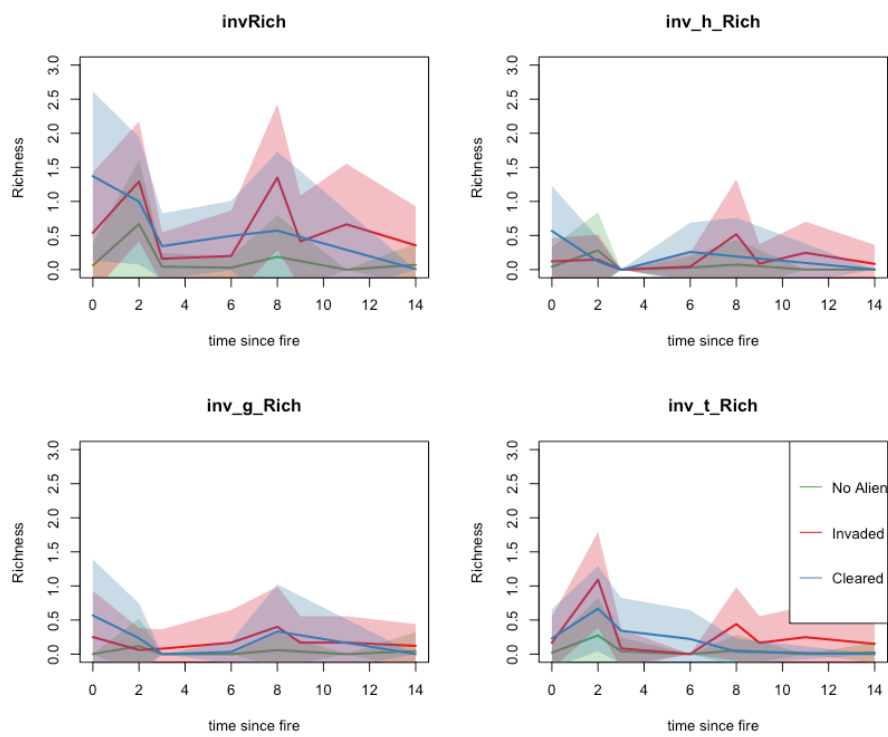 invRich
Richness
0.0 0.5 1.0 1.5 2.0 2.5 3.0
0 2 4 6 8 10 12 14
time since fire
inv_h_Rich
Richness
0.0 0.5 1.0 1.5 2.0 2.5 3.0
0 2 4 6 8 10 12 14
time since fire
inv_g_Rich
Richness
0.0 0.5 1.0 1.5 2.0 2.5 3.0
0 2 4 6 8 10 12 14
time since fire
inv_t_Rich
Richness
0.0 0.5 1.0 1.5 2.0 2.5 3.0
0 2 4 6 8 10 12 14
time since fire
No Alien
Invaded
Cleared